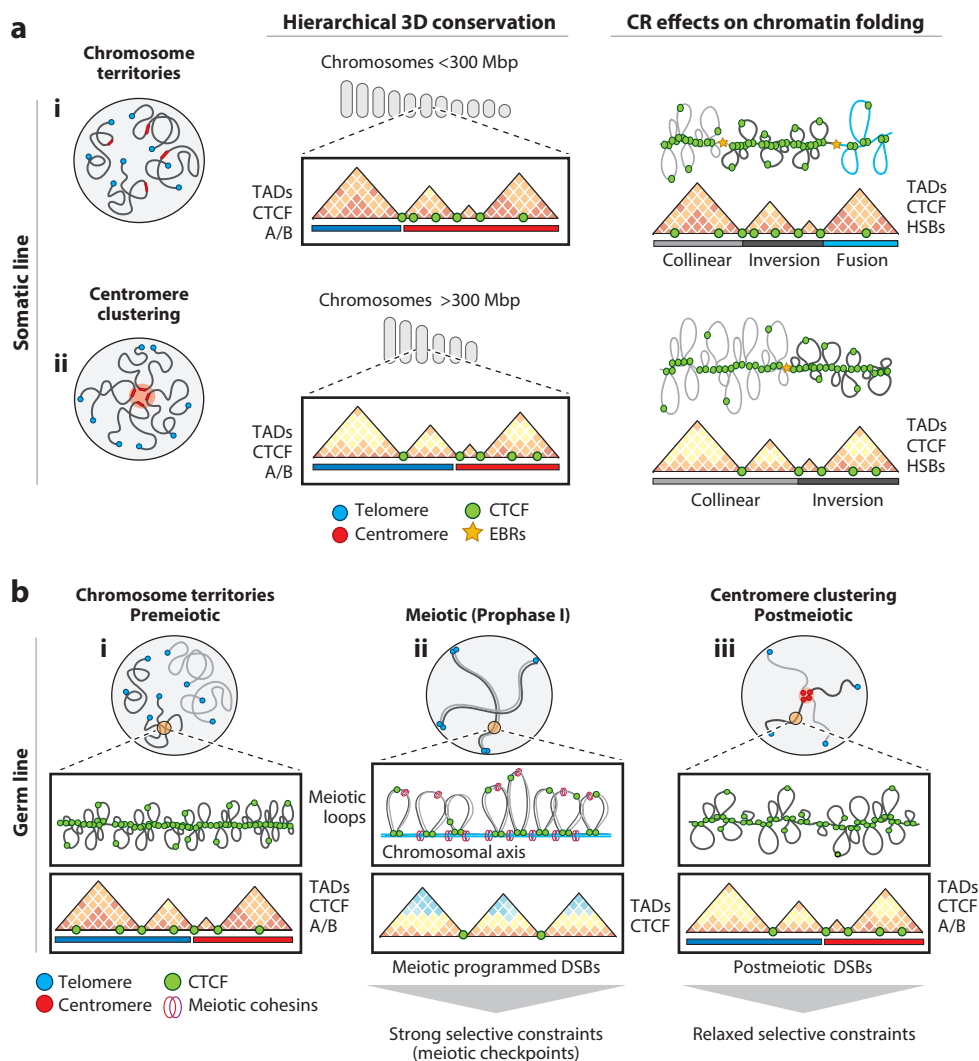 a
Hierarchical 3D conservation
CR effects on chromatin folding
Somatic line
Chromosome
territories
i
Chromosomes <300 Mbp
TADs
CTCF
A/B
TADs
CTCF
HSBs
Collinear
Inversion
Fusion
Centromere
clustering
ii
Chromosomes >300 Mbp
TADs
CTCF
A/B
TADs
CTCF
HSBs
Collinear
Inversion
Telomere
CTCF
Centromere
EBRs
b
Germ line
Chromosome territories
Premeiotic
i
Meiotic (Prophase I)
ii
Centromere clustering
Postmeiotic
iii
Meiotic
loops
Chromosomal axis
TADs
CTCF
A/B
TADs
CTCF
TADs
CTCF
A/B
Meiotic programmed DSBs
Postmeiotic DSBs
Telomere
CTCF
Centromere
Meiotic cohesins
Strong selective constraints
(meiotic checkpoints)
Relaxed selective constraints